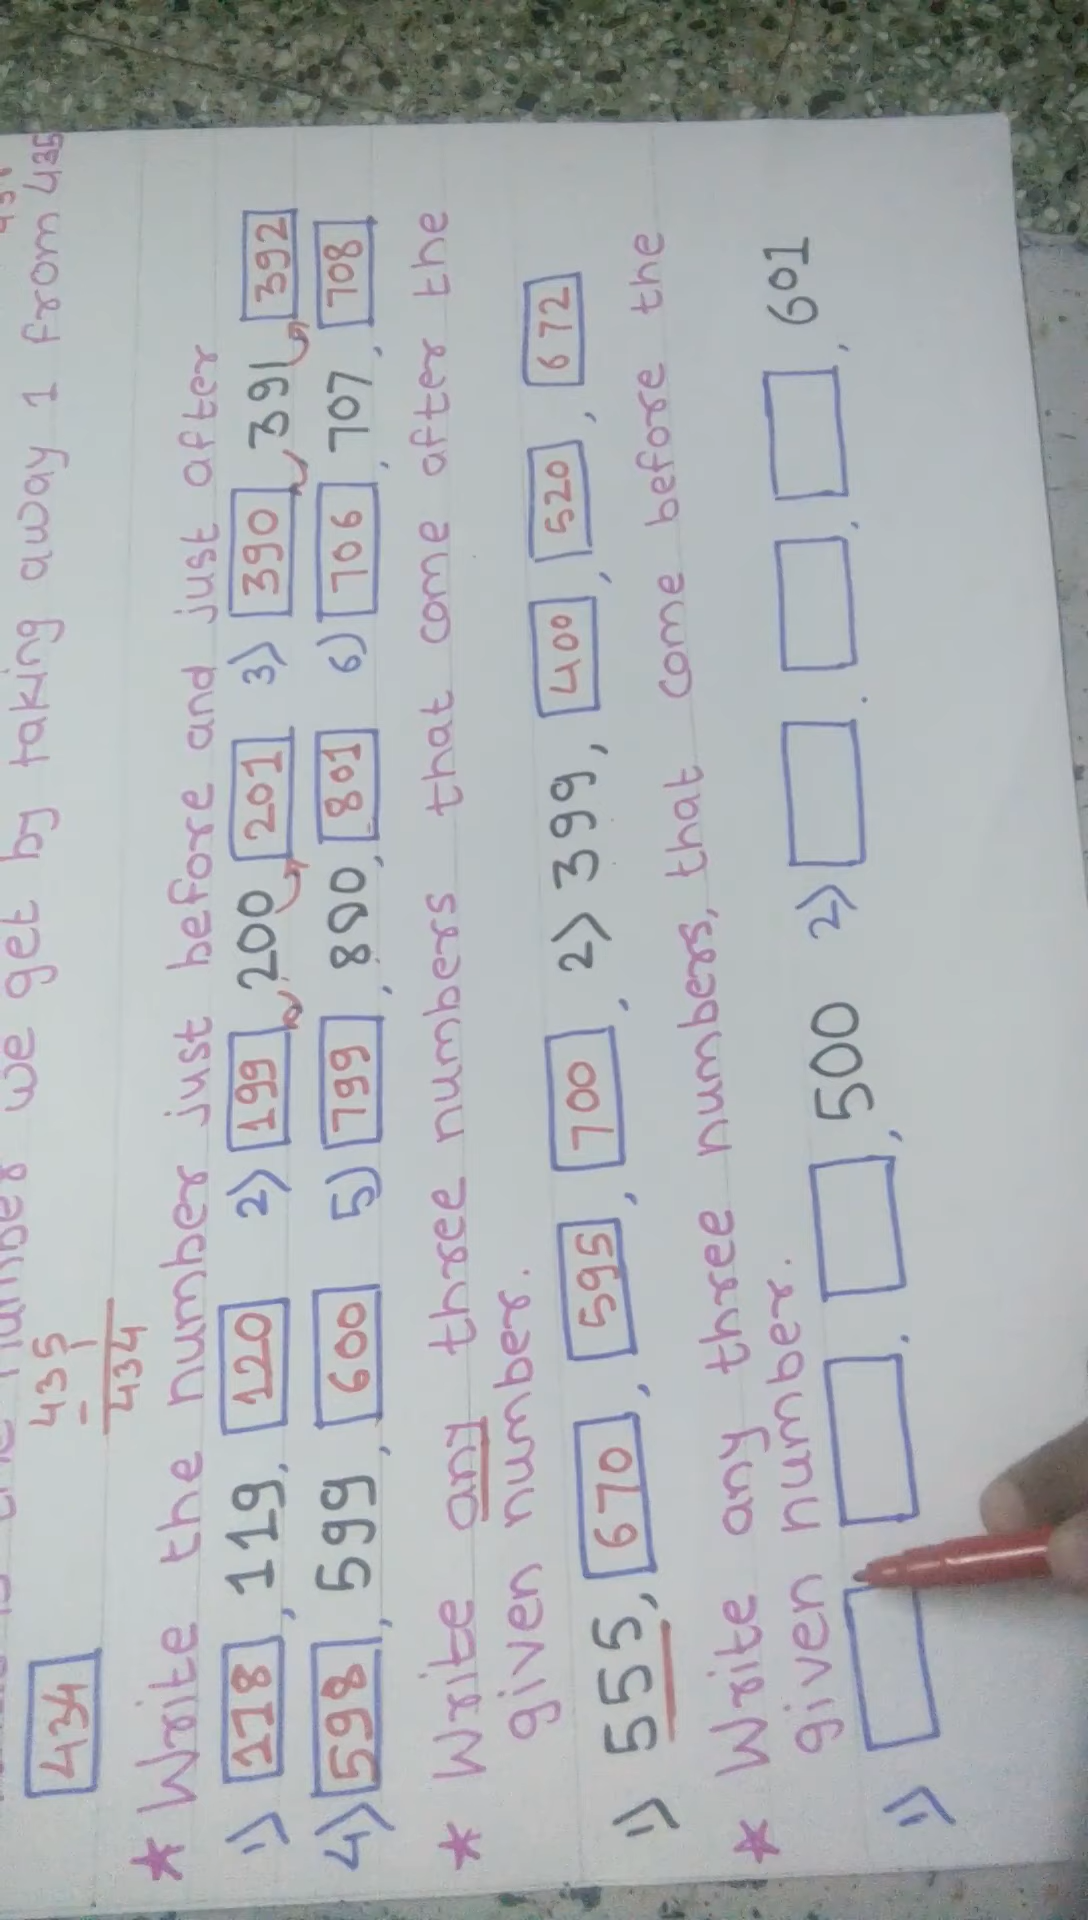 we get by taking away 1 from 435
434
435
- 1
434
* Write the number just before and just after
1) 118, 119, 120 2) 199, 200 201 3) 390, 391, 392
4) 598, 599, 600 5) 799, 800, 801 6) 706, 707, 708
* Write any three numbers that come after the
given number.
1) 555, 670, 595, 700, 2) 399, 400, 520, 672
* Write any three numbers, that come before the
given number.
1) , 500 2) , 601